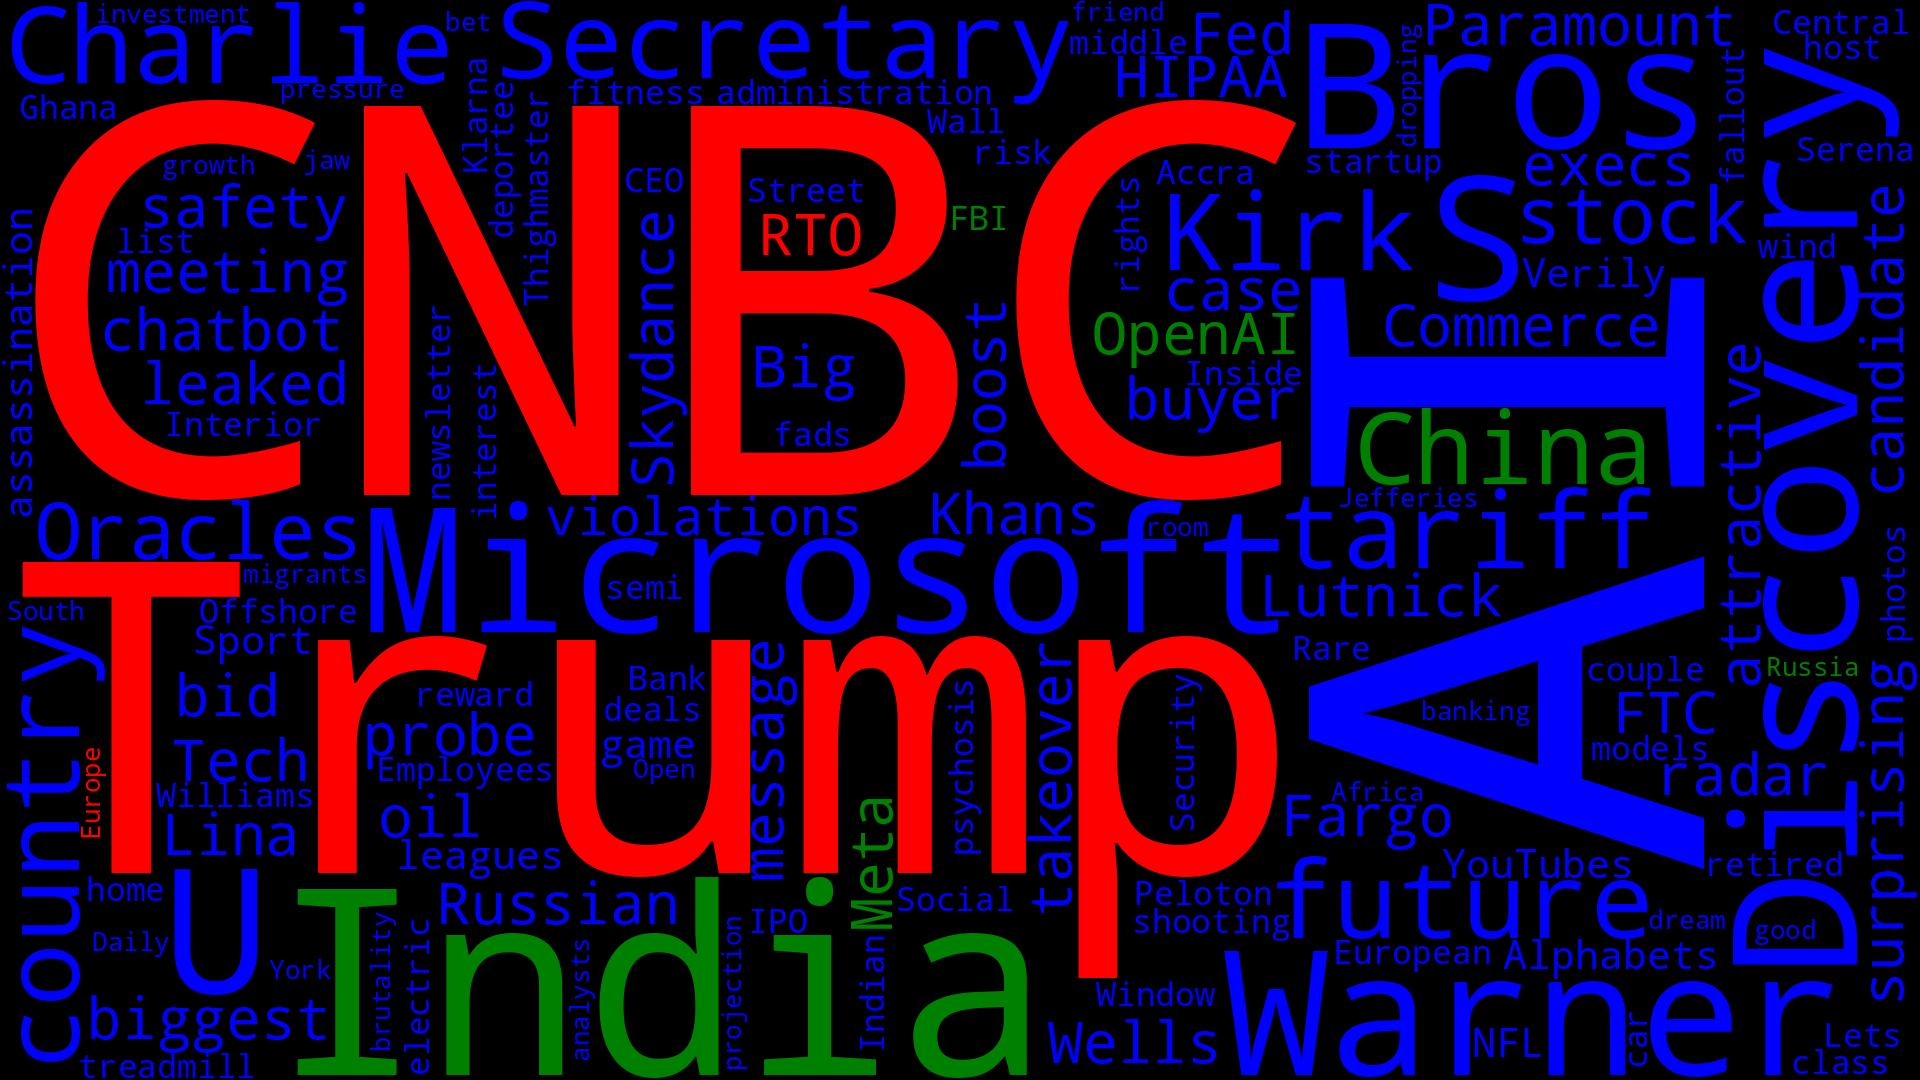 Charlie
investment
bet
Secretary
friend
middle
Fed
HIPAA
Bros
dropping
Paramount
Central
host
Ghana
pressure
Klarna
deportee
Thighmaster
fitness
administration
Wall
risk
startup
execs
fallout
Discovery
Serena
CNBC
growth
jaw
safety
list
meeting
chatbot
leaked
Interior
assassination
newsletter
interest
CEO
Skydance
Street
RTO
Big
fads
FBI
boost
rights
Accra
Kirk
case
OpenAI
Inside
buyer
S
stock
Verily
wind
candidate
Commerce
AI
China
attractive
Oracles
Microsoft
violations
Khans
room
Jefferies
tariff
semi
Lutnick
photos
migrants
South
Offshore
Sport
country
Trump
bid
Tech
Europe
Williams
Lina
reward
probe
Employees
oil
leagues
Bank
deals
game
Open
message
Meta
psychosis
takeover
Security
Rare
banking
couple
FTC
models
radar
Russia
surprising
Africa
Fargo
YouTubes
retired
home
U
Daily
York
biggest
treadmill
India
Russian
brutality
electric
analysts
projection
IPO
Indian
Social
Peloton
shooting
future
dream
good
European
Alphabets
Window
Wells
Warner
NFL
car
Lets
class